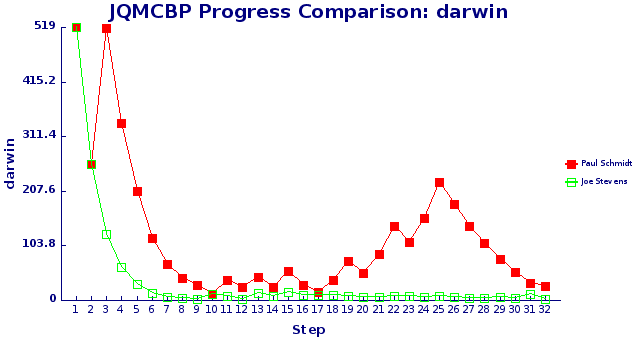 JQMCBP Progress Comparison: darwin
519
415.2
311.4
207.6
103.8
0
darwin
1 2 3 4 5 6 7 8 9 10 11 12 13 14 15 16 17 18 19 20 21 22 23 24 25 26 27 28 29 30 31 32
Step
Paul Schmidt
Joe Stevens